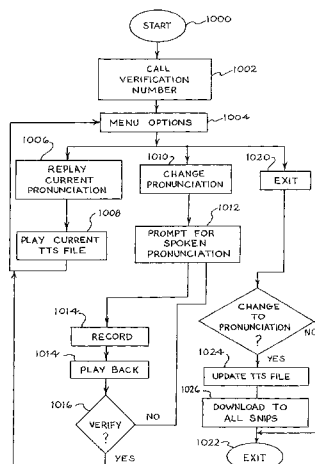 START
1000
CALL
VERIFICATION
NUMBER
1002
MENU OPTIONS
1004
1006
REPLAY
CURRENT
PRONUNCIATION
1008
PLAY CURRENT
TTS FILE
1010
CHANGE
PRONUNCIATION
1012
PROMPT FOR
SPOKEN
PRONUNCIATION
1020
EXIT
1014
RECORD
1014
PLAY BACK
1016
VERIFY
?
NO
YES
CHANGE
TO
PRONUNCIATION
?
NO
YES
1024
UPDATE TTS FILE
1026
DOWNLOAD TO
ALL SNIPS
1022
EXIT